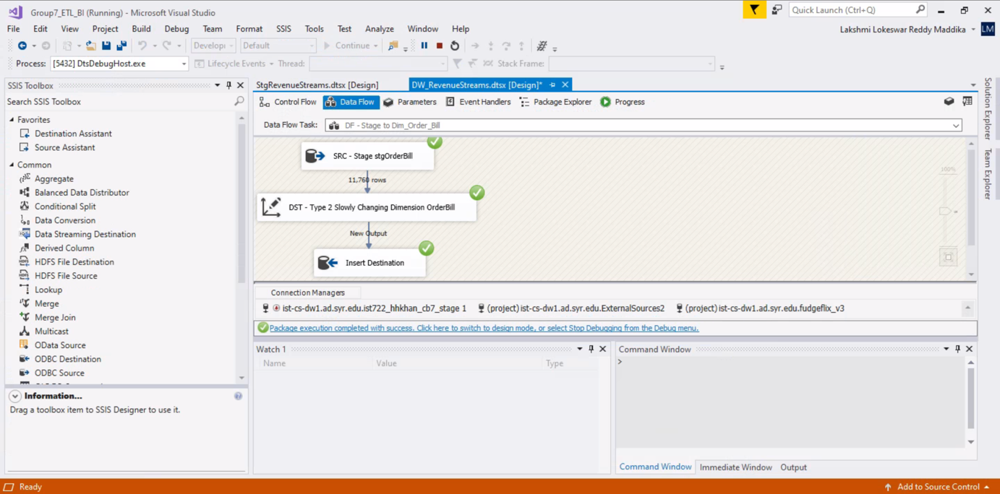 Group7_ETL_BI (Running) - Microsoft Visual Studio
Quick Launch (Ctrl+Q)
File Edit View Project Build Debug Team Format SSIS Tools Test Analyze Window Help
Lakshmi Lokeswar Reddy Maddika LM
Developi Default Continue
Process: [5432] DtsDebugHost.exe Lifecycle Events Thread: Stack Frame:
SSIS Toolbox
Search SSIS Toolbox
Favorites
Destination Assistant
Source Assistant
Common
Aggregate
Balanced Data Distributor
Conditional Split
Data Conversion
Data Streaming Destination
Derived Column
HDFS File Destination
HDFS File Source
Lookup
Merge
Merge Join
Multicast
OData Source
ODBC Destination
ODBC Source
Information...
Drag a toolbox item to SSIS Designer to use it.
StgRevenueStreams.dtsx [Design] DW_RevenueStreams.dtsx [Design]*
Control Flow Data Flow Parameters Event Handlers Package Explorer Progress
Data Flow Task: DF - Stage to Dim_Order_Bill
SRC - Stage stgOrderBill
11,760 rows
DST - Type 2 Slowly Changing Dimension OrderBill
New Output
Insert Destination
100%
Connection Managers
ist-cs-dw1.ad.syr.edu.ist722_hhkhan_cb7_stage 1 (project) ist-cs-dw1.ad.syr.edu.ExternalSources2 (project) ist-cs-dw1.ad.syr.edu.fudgeflix_v3
Package execution completed with success. Click here to switch to design mode, or select Stop Debugging from the Debug menu.
Watch 1
Name Value Type
Command Window
>
Command Window Immediate Window Output
Solution Explorer
Team Explorer
Ready
Add to Source Control